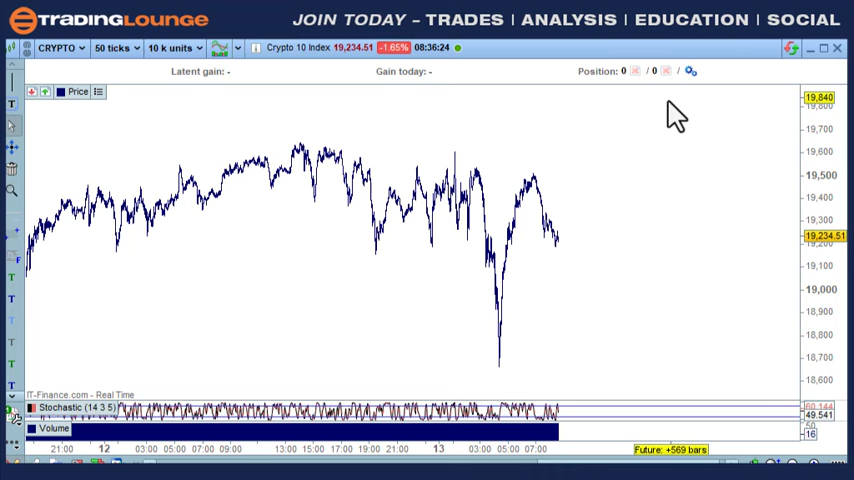 TRADINGLOUNGE JOIN TODAY – TRADES | ANALYSIS | EDUCATION | SOCIAL
CRYPTO 50 ticks 10 k units Crypto 10 Index 19,234.51 -1.65% 08:36:24
Latent gain: - Gain today: - Position: 0 / 0 /
Price
19,840
19,800
19,700
19,600
19,500
19,400
19,300
19,234.51
19,200
19,100
19,000
18,900
18,800
18,700
18,600
IT-Finance.com - Real Time
Stochastic (14 3 5)
60.144
49.541
Volume
50
16
21:00 12 03:00 05:00 07:00 13:00 15:00 17:00 19:00 21:00 13 03:00 05:00 07:00
Future: +569 bars